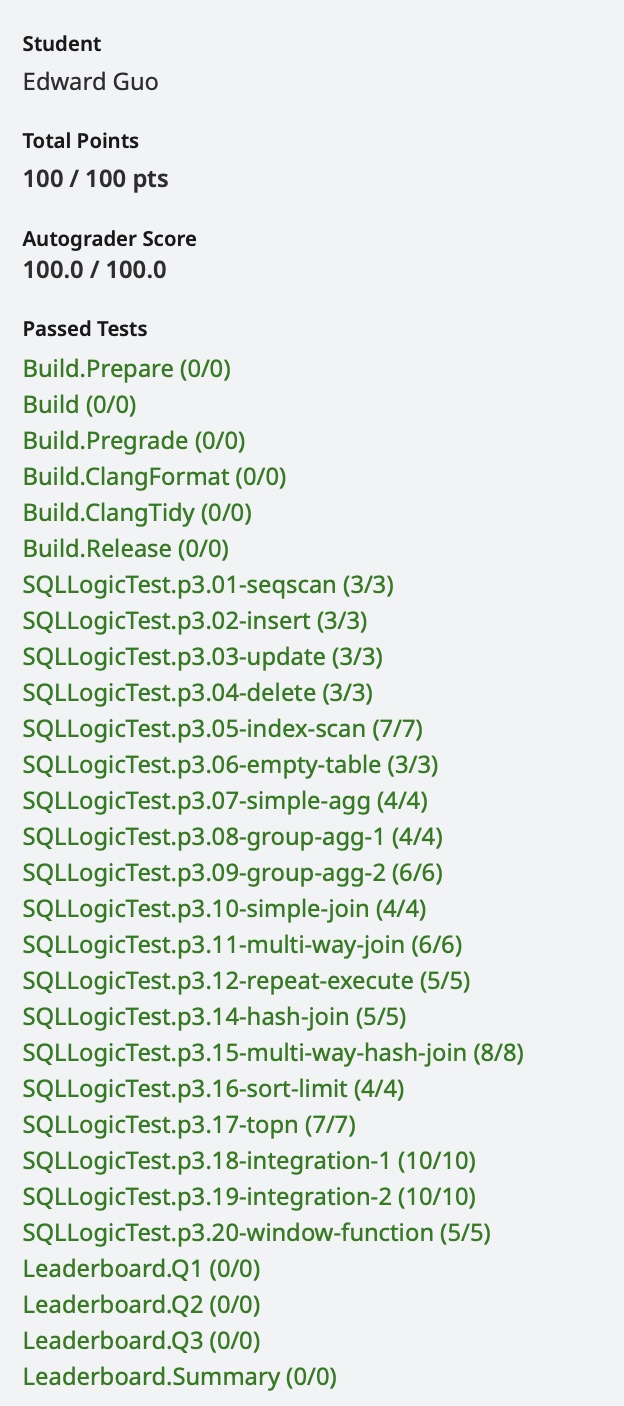 Student
Edward Guo
Total Points
100 / 100 pts
Autograder Score
100.0 / 100.0
Passed Tests
Build.Prepare (0/0)
Build (0/0)
Build.Pregrade (0/0)
Build.ClangFormat (0/0)
Build.ClangTidy (0/0)
Build.Release (0/0)
SQLLogicTest.p3.01-seqscan (3/3)
SQLLogicTest.p3.02-insert (3/3)
SQLLogicTest.p3.03-update (3/3)
SQLLogicTest.p3.04-delete (3/3)
SQLLogicTest.p3.05-index-scan (7/7)
SQLLogicTest.p3.06-empty-table (3/3)
SQLLogicTest.p3.07-simple-agg (4/4)
SQLLogicTest.p3.08-group-agg-1 (4/4)
SQLLogicTest.p3.09-group-agg-2 (6/6)
SQLLogicTest.p3.10-simple-join (4/4)
SQLLogicTest.p3.11-multi-way-join (6/6)
SQLLogicTest.p3.12-repeat-execute (5/5)
SQLLogicTest.p3.14-hash-join (5/5)
SQLLogicTest.p3.15-multi-way-hash-join (8/8)
SQLLogicTest.p3.16-sort-limit (4/4)
SQLLogicTest.p3.17-topn (7/7)
SQLLogicTest.p3.18-integration-1 (10/10)
SQLLogicTest.p3.19-integration-2 (10/10)
SQLLogicTest.p3.20-window-function (5/5)
Leaderboard.Q1 (0/0)
Leaderboard.Q2 (0/0)
Leaderboard.Q3 (0/0)
Leaderboard.Summary (0/0)